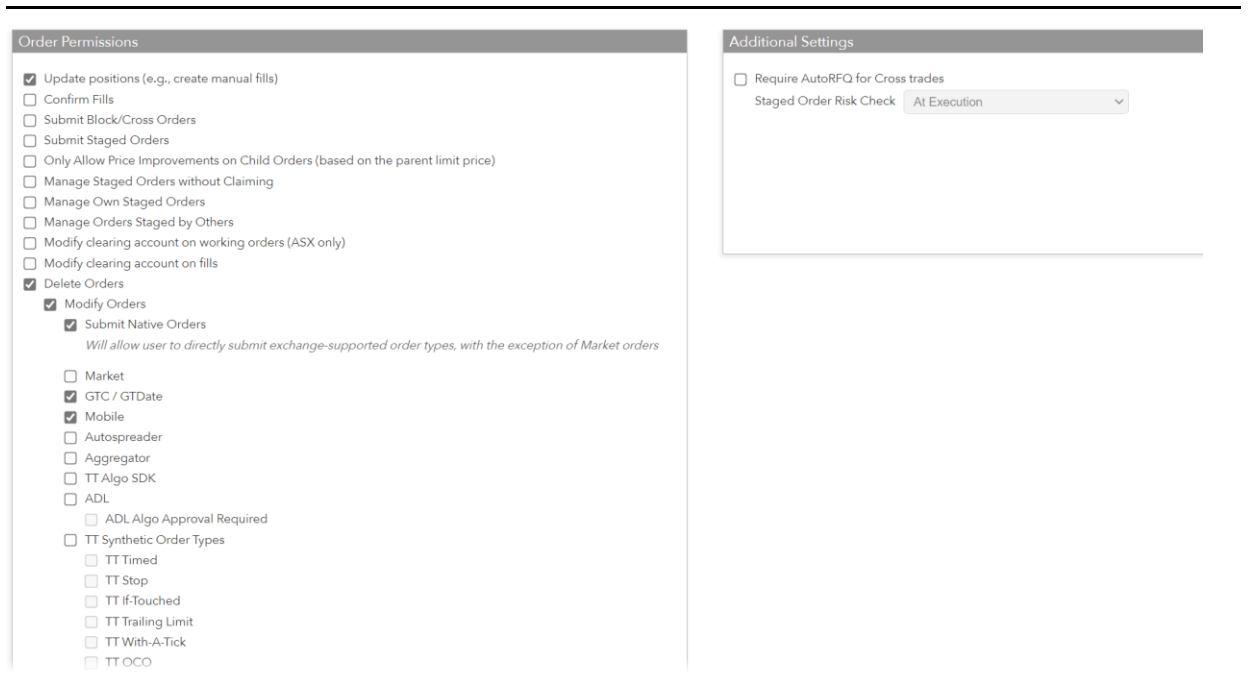 Order Permissions
Update positions (e.g., create manual fills)
Confirm Fills
Submit Block/Cross Orders
Submit Staged Orders
Only Allow Price Improvements on Child Orders (based on the parent limit price)
Manage Staged Orders without Claiming
Manage Own Staged Orders
Manage Orders Staged by Others
Modify clearing account on working orders (ASX only)
Modify clearing account on fills
Delete Orders
Modify Orders
Submit Native Orders
Will allow user to directly submit exchange-supported order types, with the exception of Market orders
Market
GTC / GTDate
Mobile
Autospreader
Aggregator
TT Algo SDK
ADL
ADL Algo Approval Required
TT Synthetic Order Types
TT Timed
TT Stop
TT If-Touched
TT Trailing Limit
TT With-A-Tick
TT OCO
Additional Settings
Require AutoRFQ for Cross trades
Staged Order Risk Check At Execution